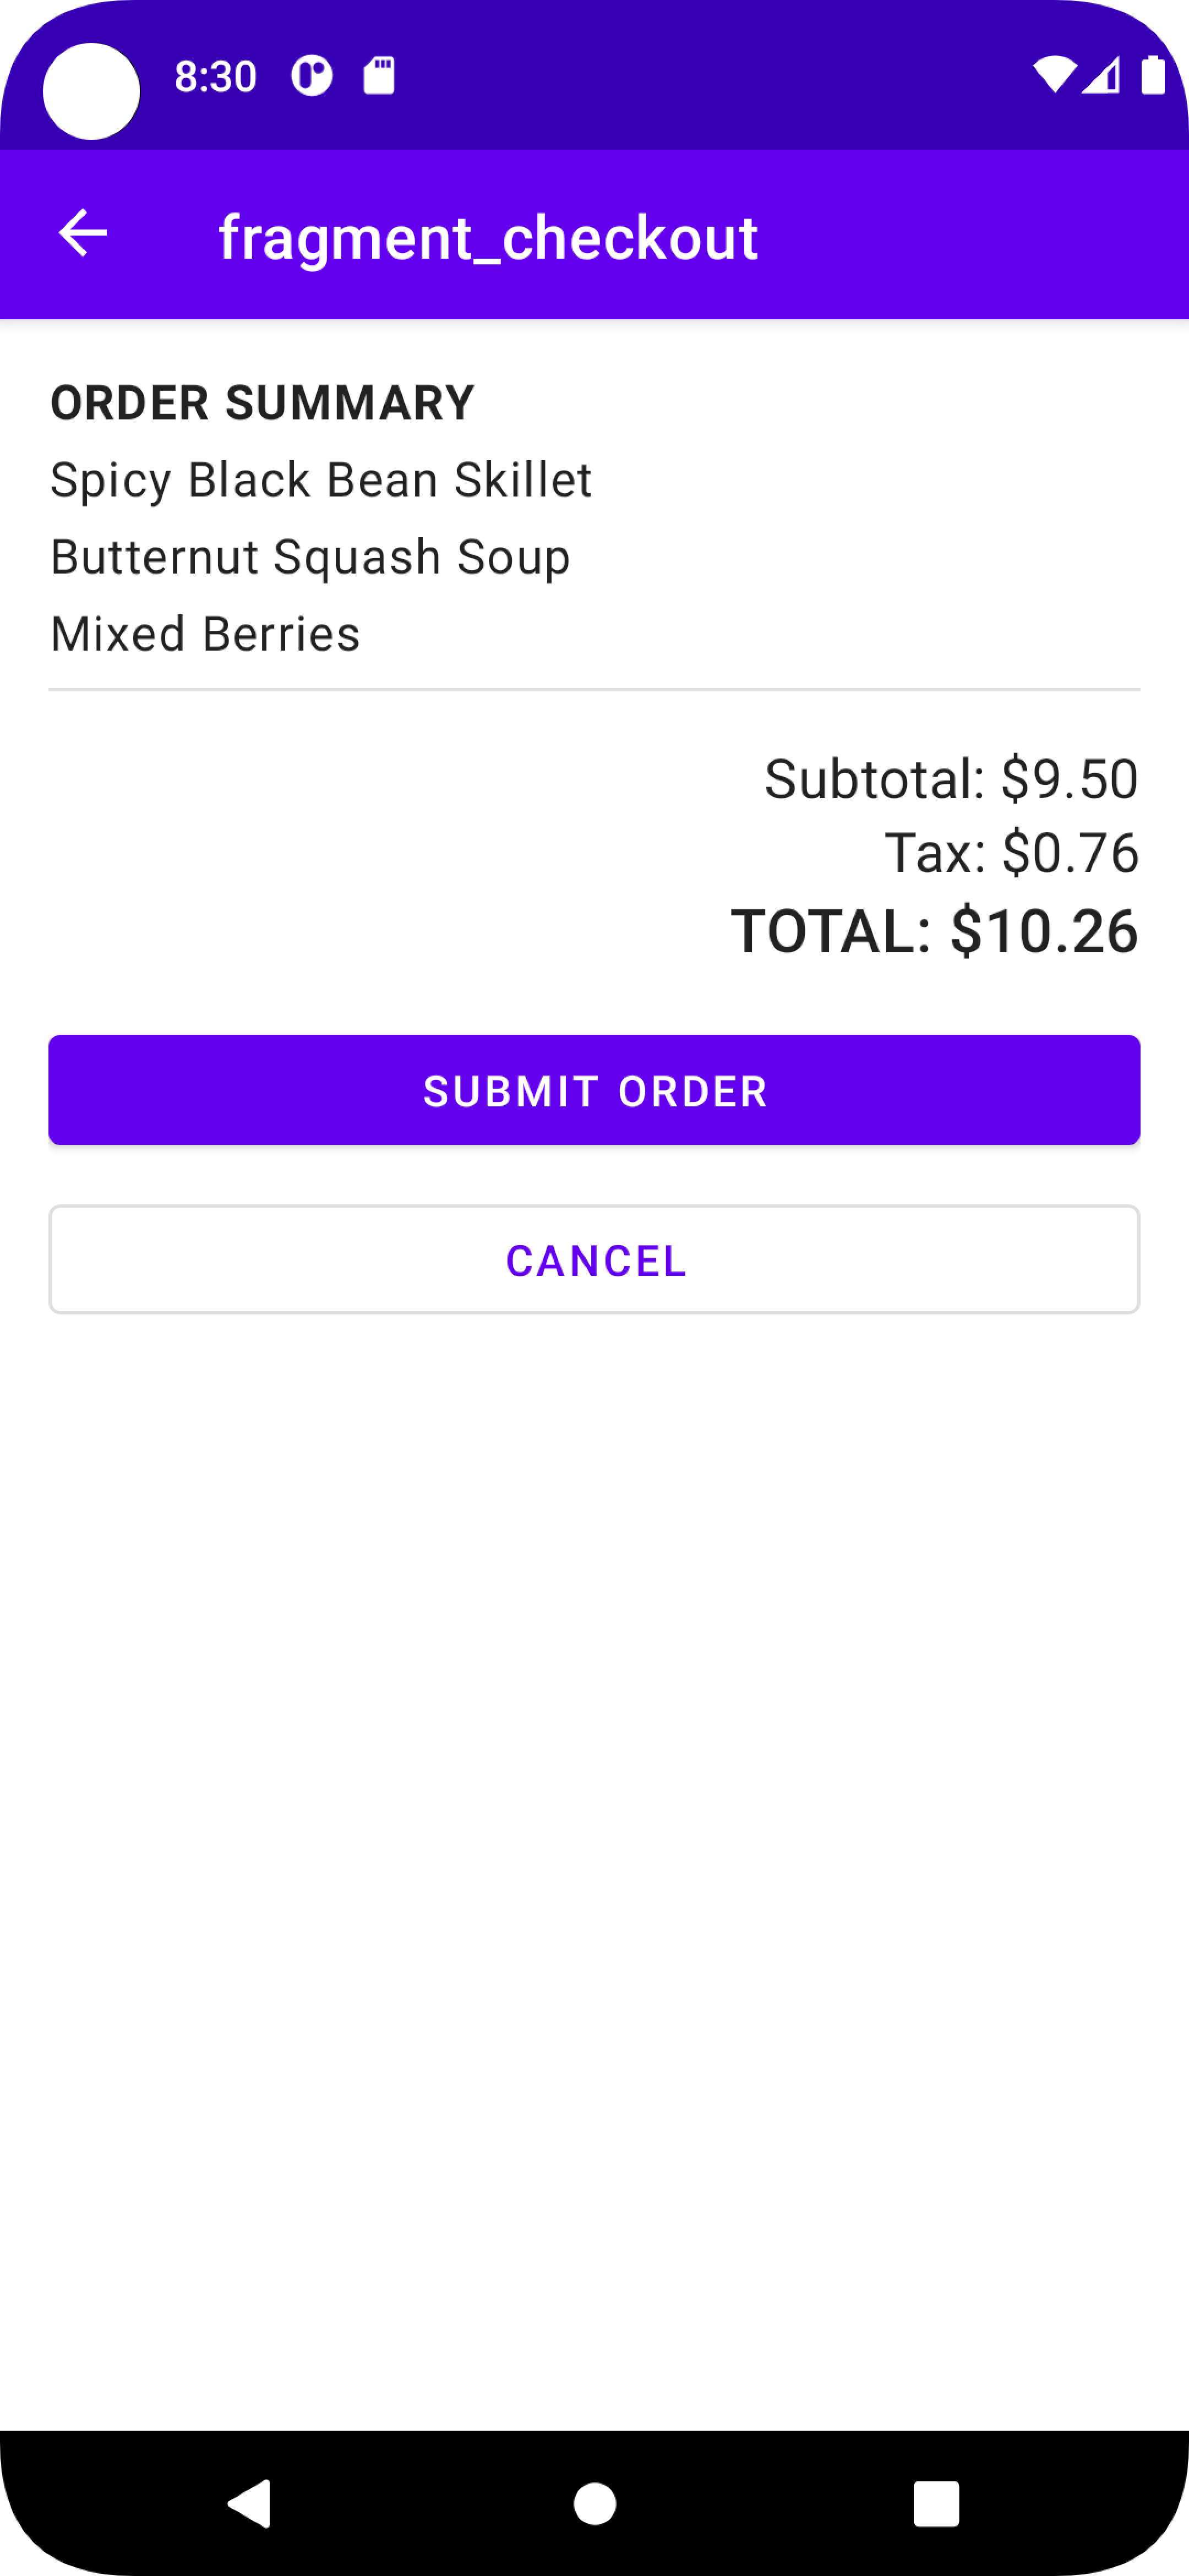 8:30
fragment_checkout
ORDER SUMMARY
Spicy Black Bean Skillet
Butternut Squash Soup
Mixed Berries
Subtotal: $9.50
Tax: $0.76
TOTAL: $10.26
SUBMIT ORDER
CANCEL